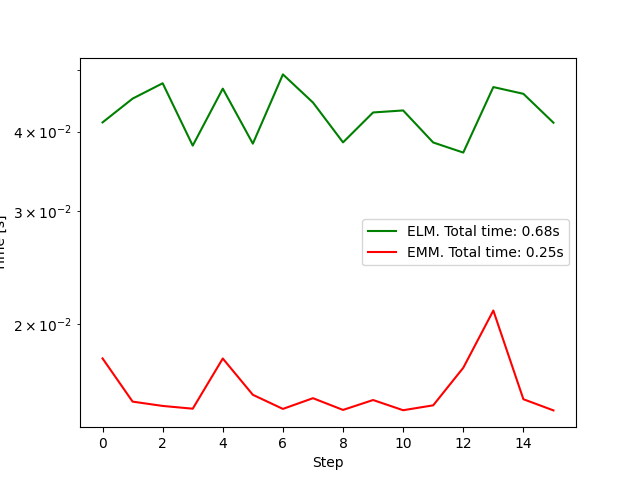 4 × 10⁻²
3 × 10⁻²
2 × 10⁻²
ELM. Total time: 0.68s
EMM. Total time: 0.25s
0 2 4 6 8 10 12 14
Step